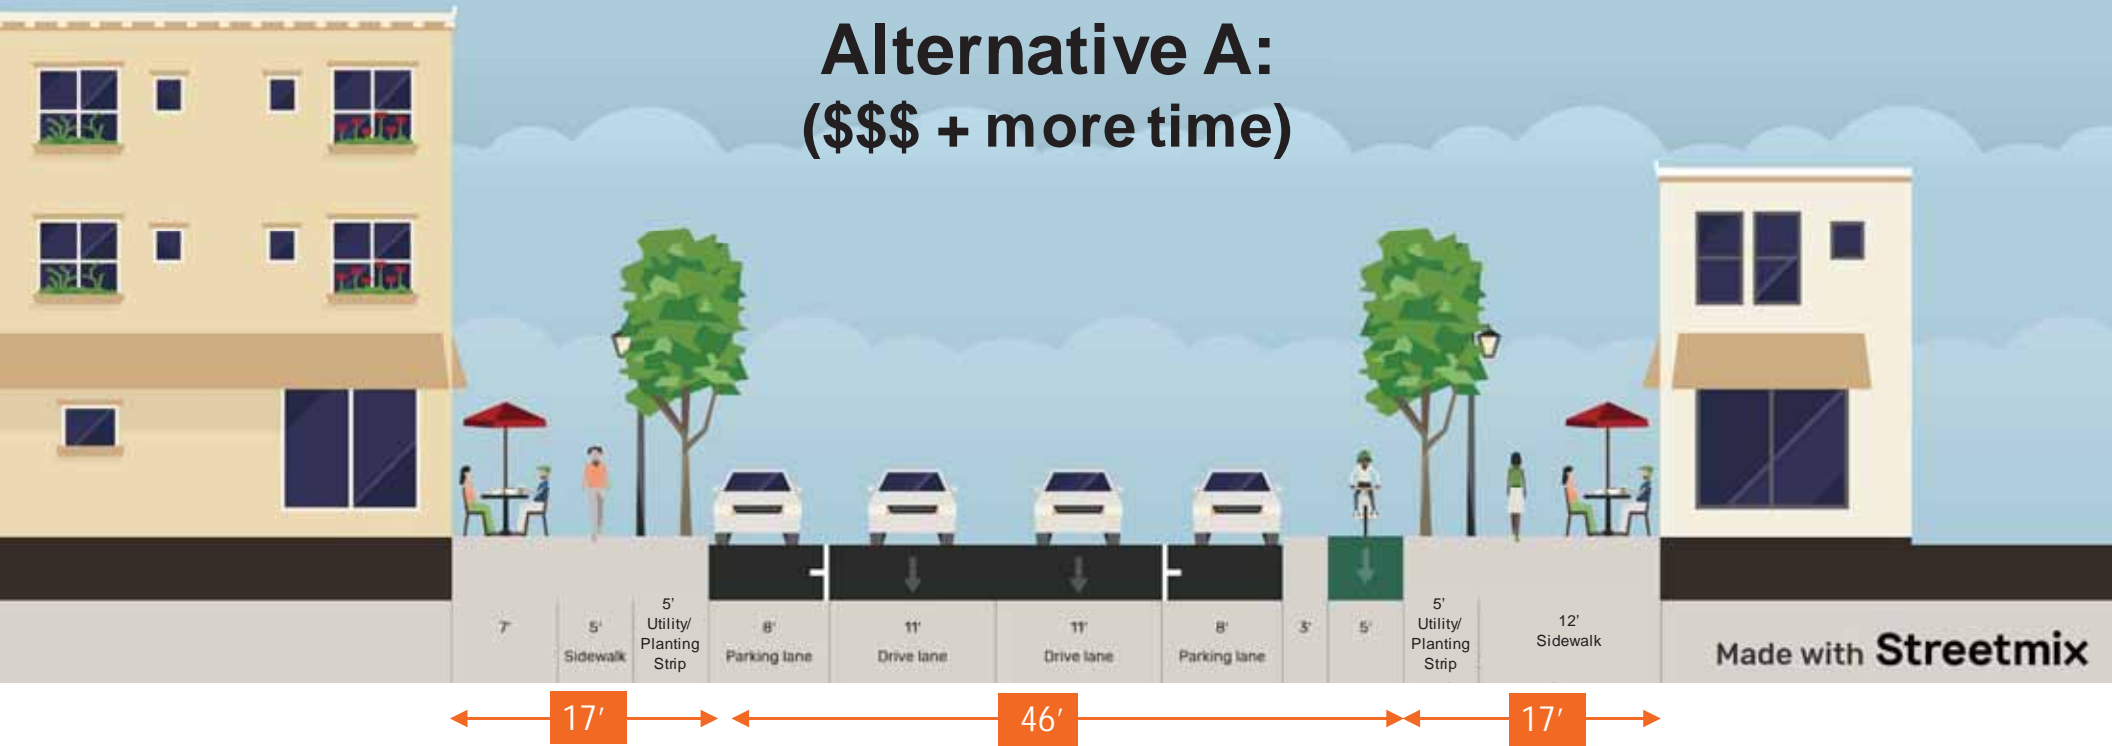 Alternative A:
($$$ + more time)
7'
5'
Sidewalk
5'
Utility/
Planting
Strip
8'
Parking lane
11'
Drive lane
11'
Drive lane
8'
Parking lane
3'
5'
5'
Utility/
Planting
Strip
12'
Sidewalk
Made with Streetmix
17'
46'
17'